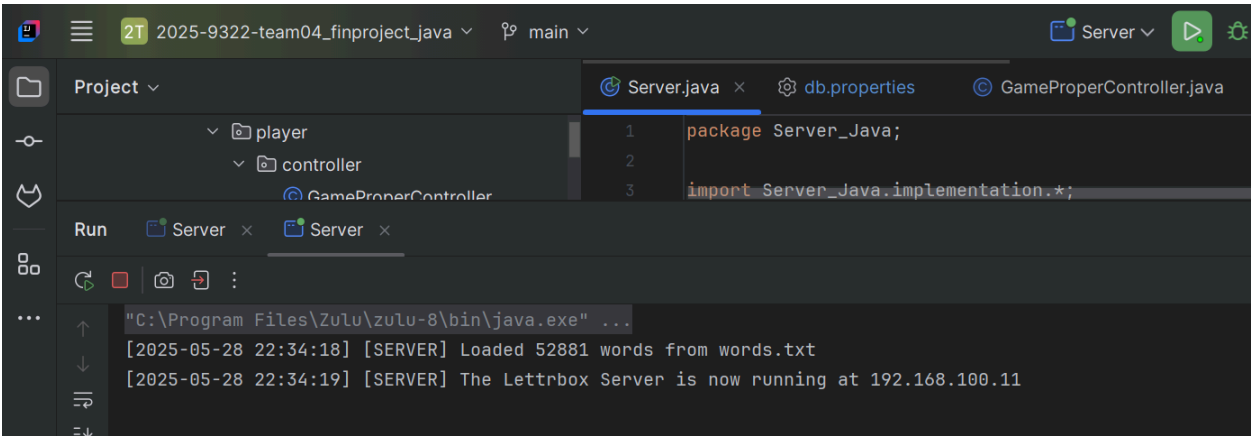 2T 2025-9322-team04_finproject_java main Server
Project
Server.java db.properties GameProperController.java
player
controller
GameProperController
1 package Server_Java;
2
3 import Server_Java.implementation.*;
Run Server Server
"C:\Program Files\Zulu\zulu-8\bin\java.exe" ...
[2025-05-28 22:34:18] [SERVER] Loaded 52881 words from words.txt
[2025-05-28 22:34:19] [SERVER] The Lettrbox Server is now running at 192.168.100.11